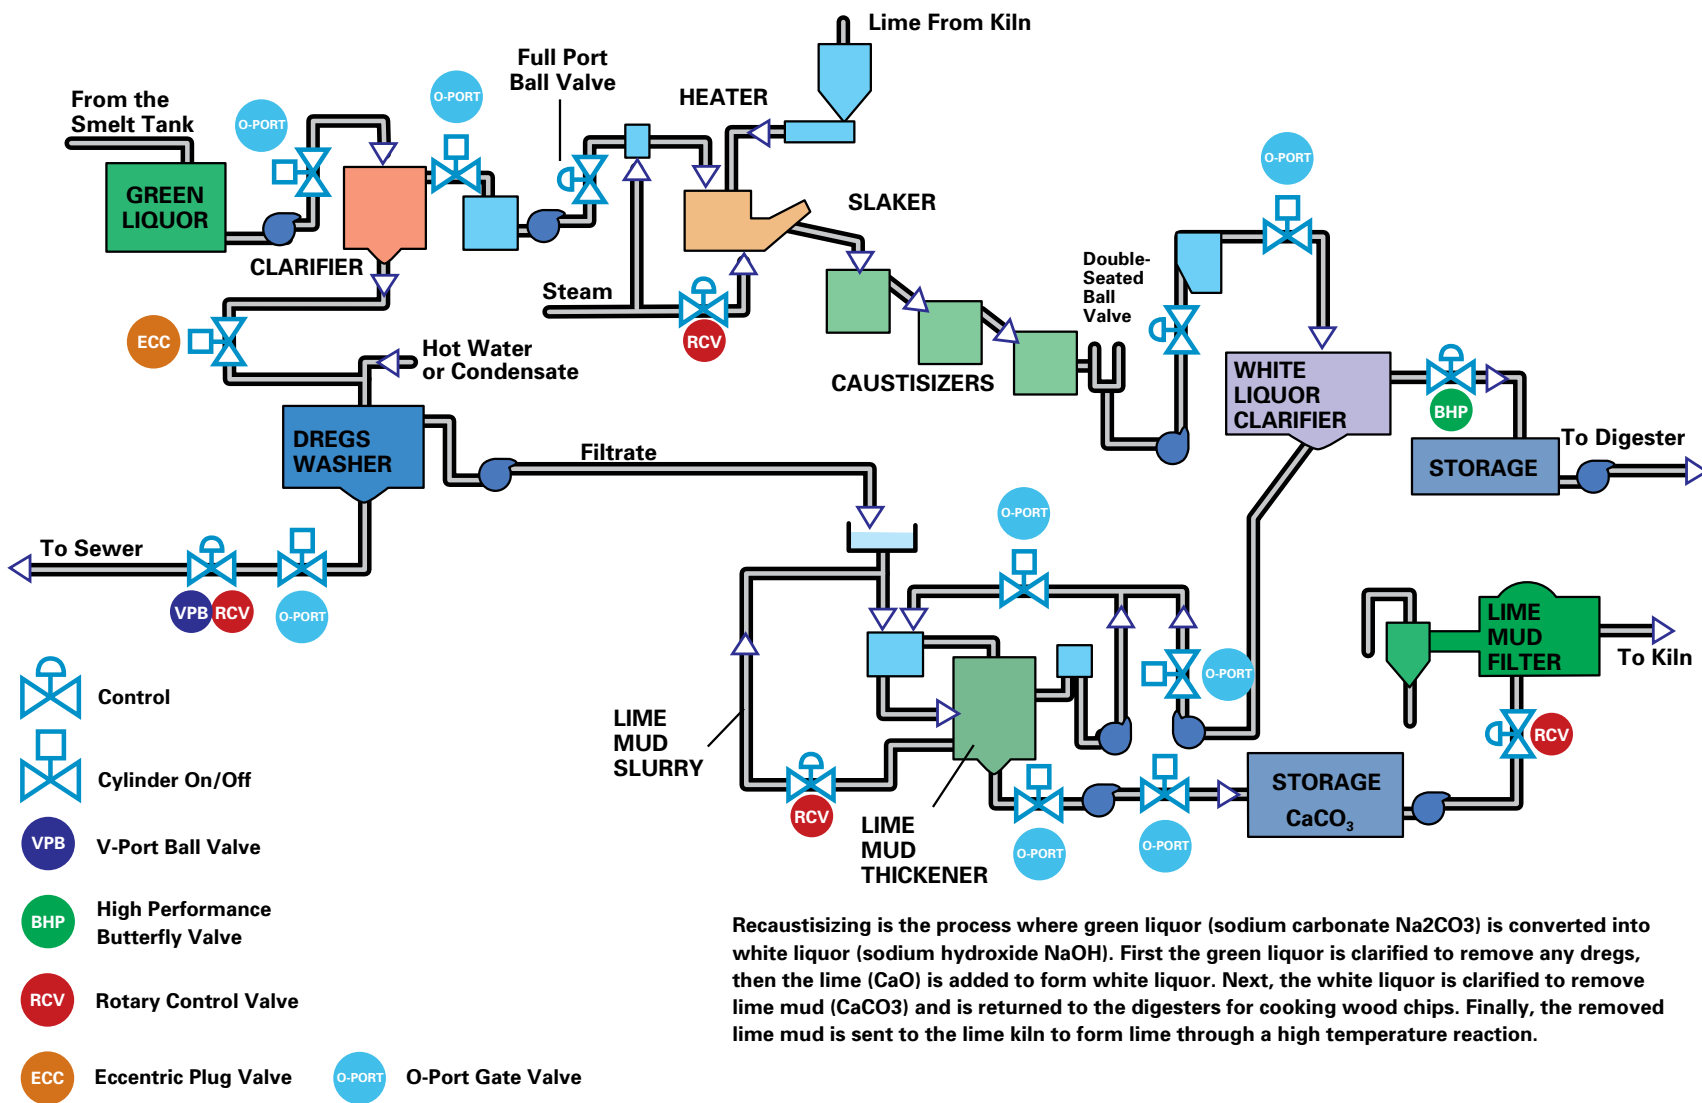 Lime From Kiln
Full Port
Ball Valve
From the
Smelt Tank
O-PORT
O-PORT
HEATER
O-PORT
GREEN
LIQUOR
SLAKER
CLARIFIER
Double-
Seated
Ball
Valve
Steam
ECC
RCV
Hot Water
or Condensate
CAUSTISIZERS
WHITE
LIQUOR
CLARIFIER
BHP
DREGS
WASHER
Filtrate
To Digester
STORAGE
O-PORT
To Sewer
VPB
RCV
O-PORT
LIME
MUD
FILTER
To Kiln
O-PORT
Control
LIME
MUD
SLURRY
RCV
Cylinder On/Off
STORAGE
CaCO3
RCV
VPB
V-Port Ball Valve
LIME
MUD
THICKENER
O-PORT
O-PORT
BHP
High Performance
Butterfly Valve
RCV
Rotary Control Valve
ECC
Eccentric Plug Valve
O-PORT
O-Port Gate Valve
Recaustisizing is the process where green liquor (sodium carbonate Na2CO3) is converted into
white liquor (sodium hydroxide NaOH). First the green liquor is clarified to remove any dregs,
then the lime (CaO) is added to form white liquor. Next, the white liquor is clarified to remove
lime mud (CaCO3) and is returned to the digesters for cooking wood chips. Finally, the removed
lime mud is sent to the lime kiln to form lime through a high temperature reaction.